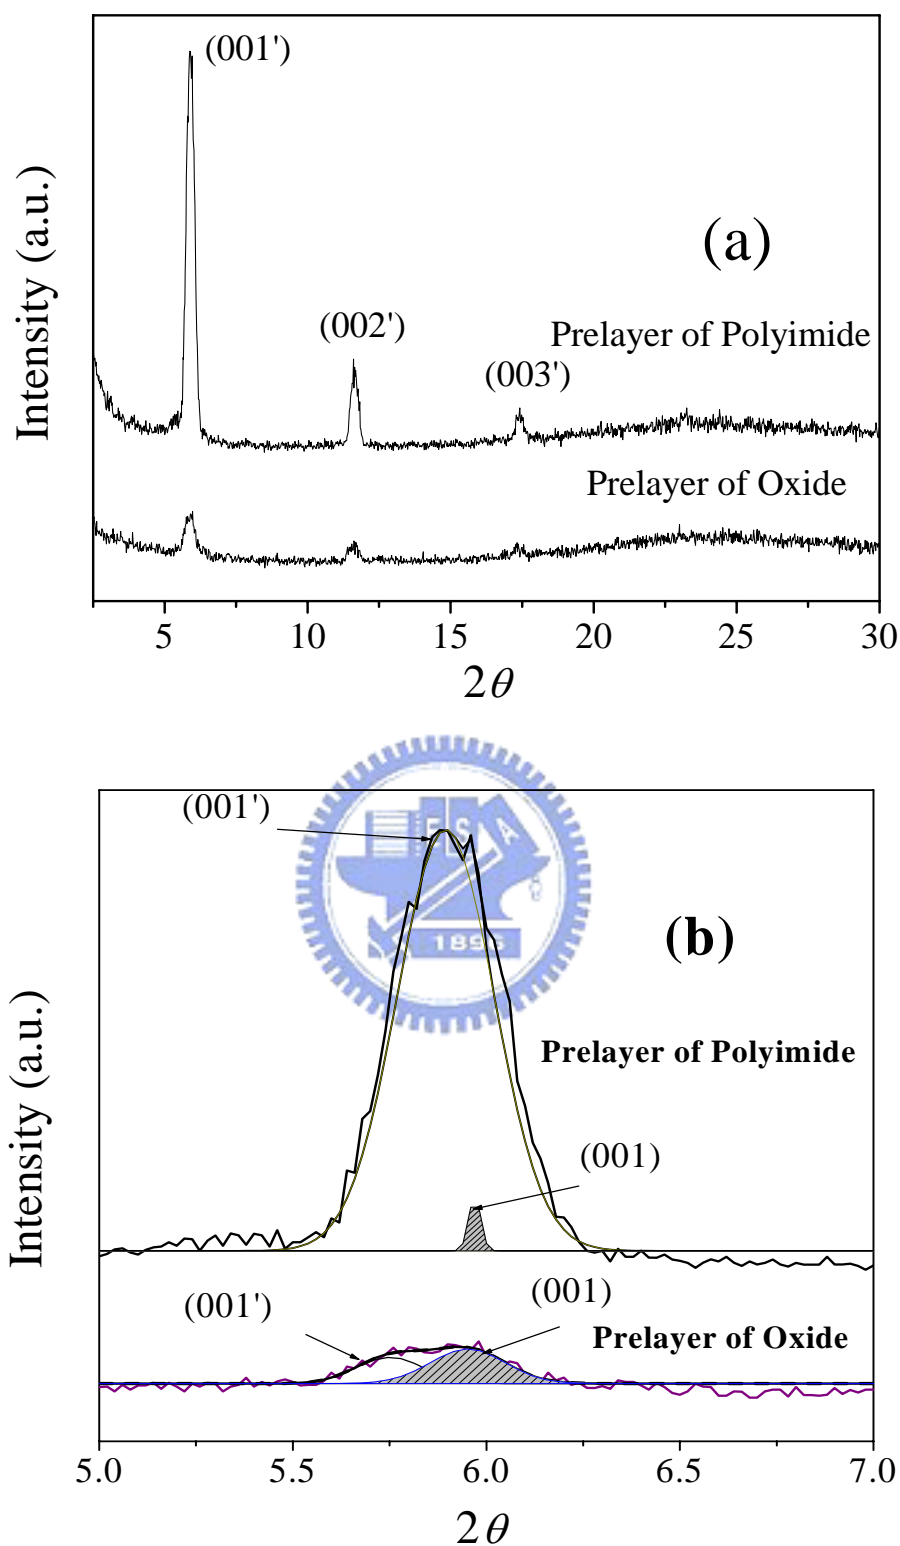 (001')
(a)
(002')
Prelayer of Polyimide
(003')
Prelayer of Oxide
Intensity (a.u.)
5 10 15 20 25 30
2θ
(001')
ESA
1896
(b)
Prelayer of Polyimide
(001)
(001')
(001)
Prelayer of Oxide
Intensity (a.u.)
5.0 5.5 6.0 6.5 7.0
2θ